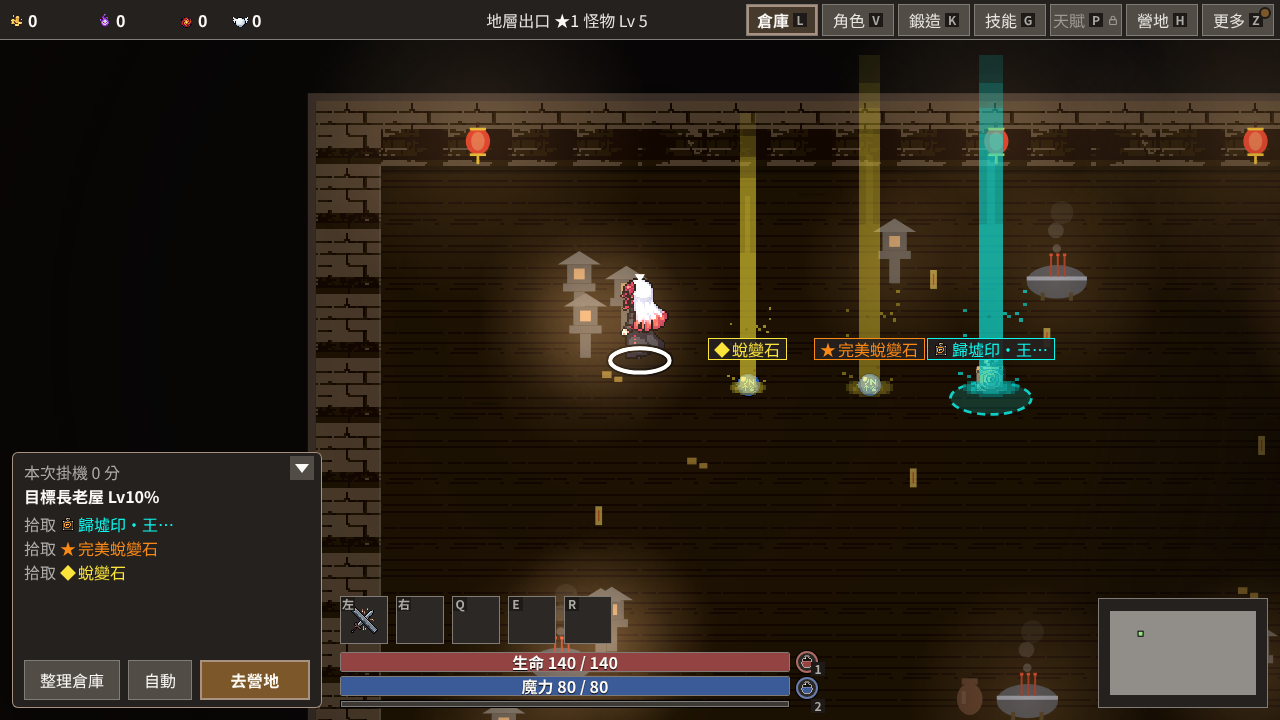 0 0 0 0
地層出口 ★1 怪物 Lv 5
倉庫 L 角色 V 鍛造 K 技能 G 天賦 P 營地 H 更多 Z
◆蛻變石 ★完美蛻變石 歸墟印・王…
本次掛機 0 分
目標長老屋 Lv10%
拾取 歸墟印・王…
拾取 ★完美蛻變石
拾取 ◆蛻變石
整理倉庫 自動 去營地
左 右 Q E R
生命 140 / 140 1
魔力 80 / 80 2